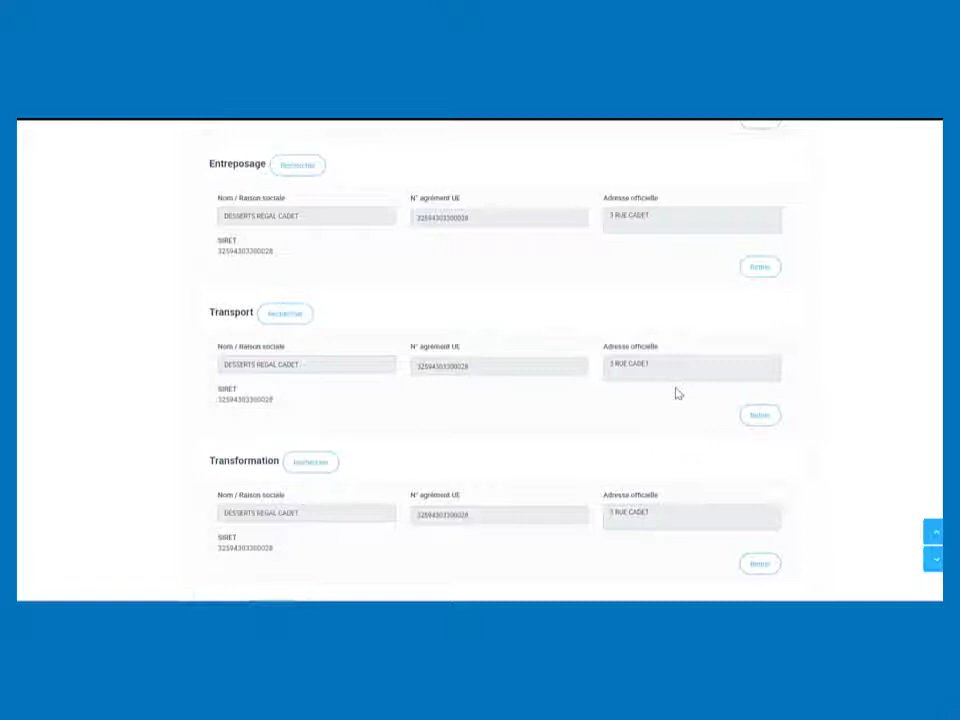 Entreposage Rechercher
Nom / Raison sociale N° agrément UE Adresse officielle
DESSERTS REGAL CADET 32594303300028 3 RUE CADET
SIRET
32594303300028
Retirer
Transport Rechercher
Nom / Raison sociale N° agrément UE Adresse officielle
DESSERTS REGAL CADET 32594303300028 3 RUE CADET
SIRET
32594303300028
Retirer
Transformation Rechercher
Nom / Raison sociale N° agrément UE Adresse officielle
DESSERTS REGAL CADET 32594303300028 3 RUE CADET
SIRET
32594303300028
Retirer